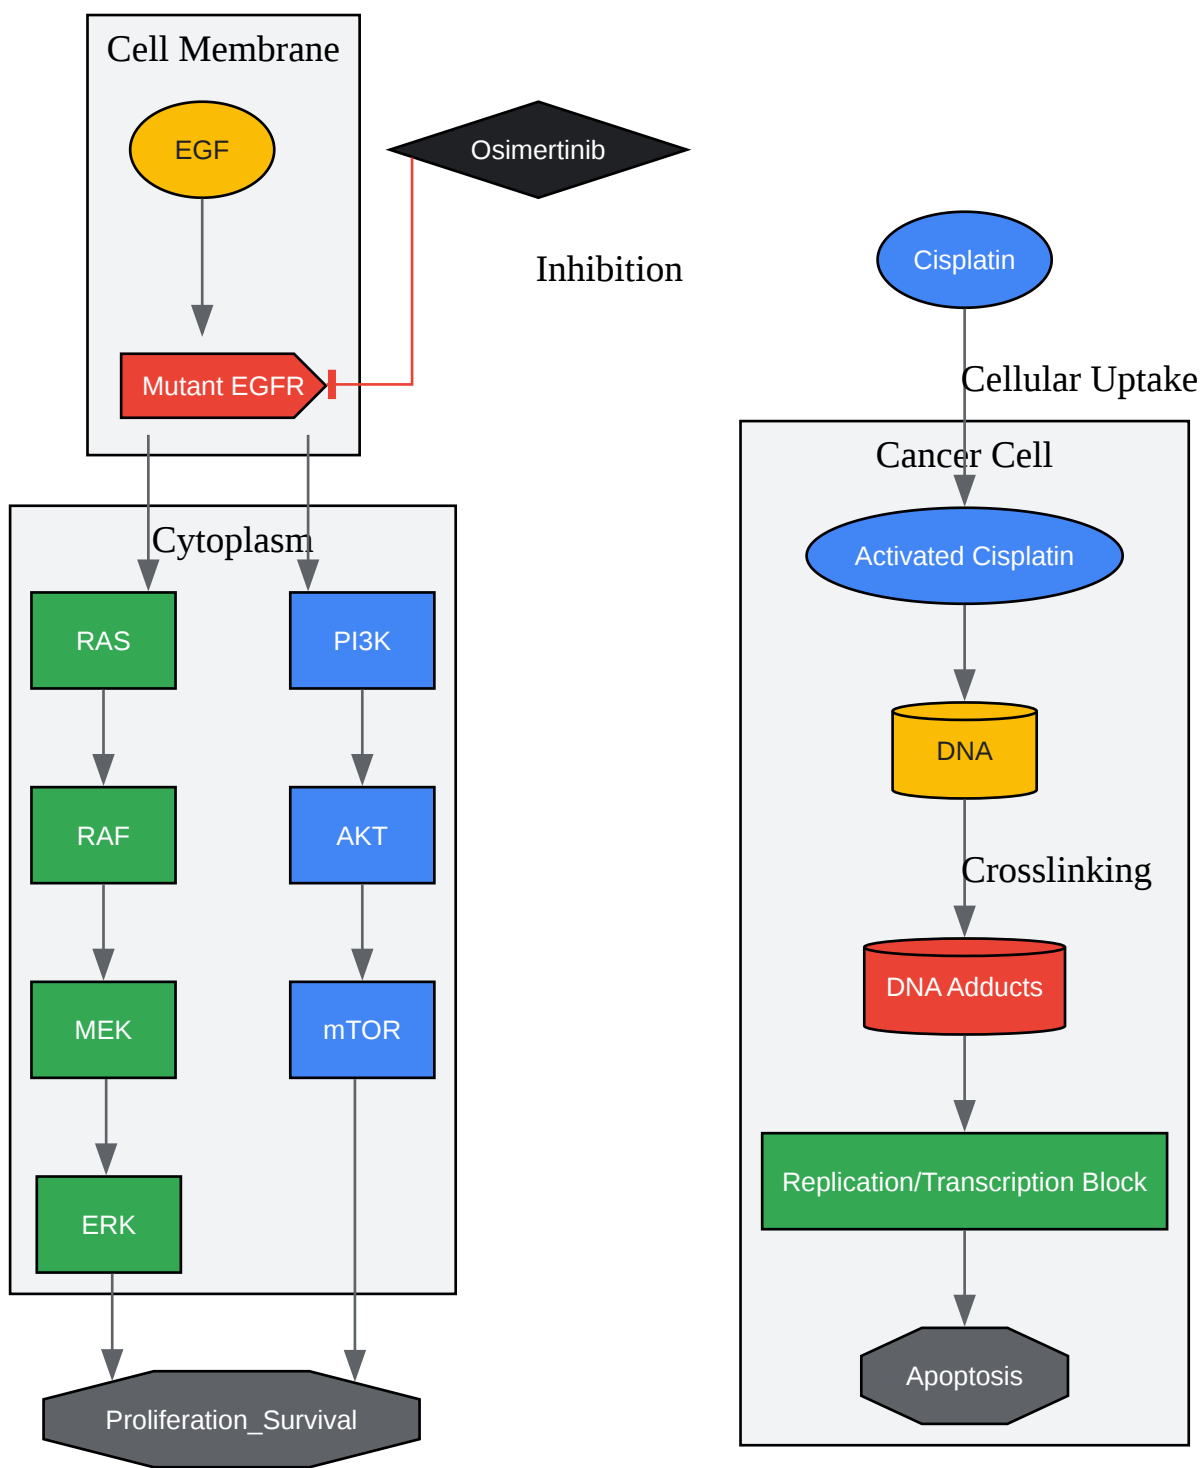 Cell Membrane
EGF
Osimertinib
Inhibition
Mutant EGFR
Cytoplasm
RAS
PI3K
RAF
AKT
MEK
mTOR
ERK
Proliferation_Survival
Cisplatin
Cellular Uptake
Cancer Cell
Activated Cisplatin
DNA
Crosslinking
DNA Adducts
Replication/Transcription Block
Apoptosis